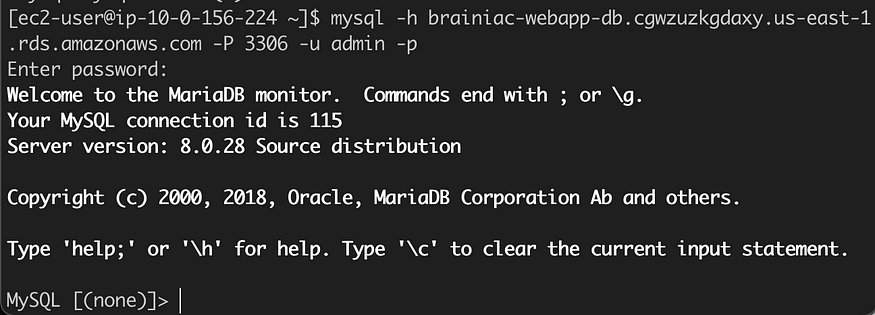 [ec2-user@ip-10-0-156-224 ~]$ mysql -h brainiac-webapp-db.cgwzuzkgdaxy.us-east-1
.rds.amazonaws.com -P 3306 -u admin -p
Enter password:
Welcome to the MariaDB monitor.  Commands end with ; or \g.
Your MySQL connection id is 115
Server version: 8.0.28 Source distribution
Copyright (c) 2000, 2018, Oracle, MariaDB Corporation Ab and others.
Type 'help;' or '\h' for help. Type '\c' to clear the current input statement.
MySQL [(none)]>